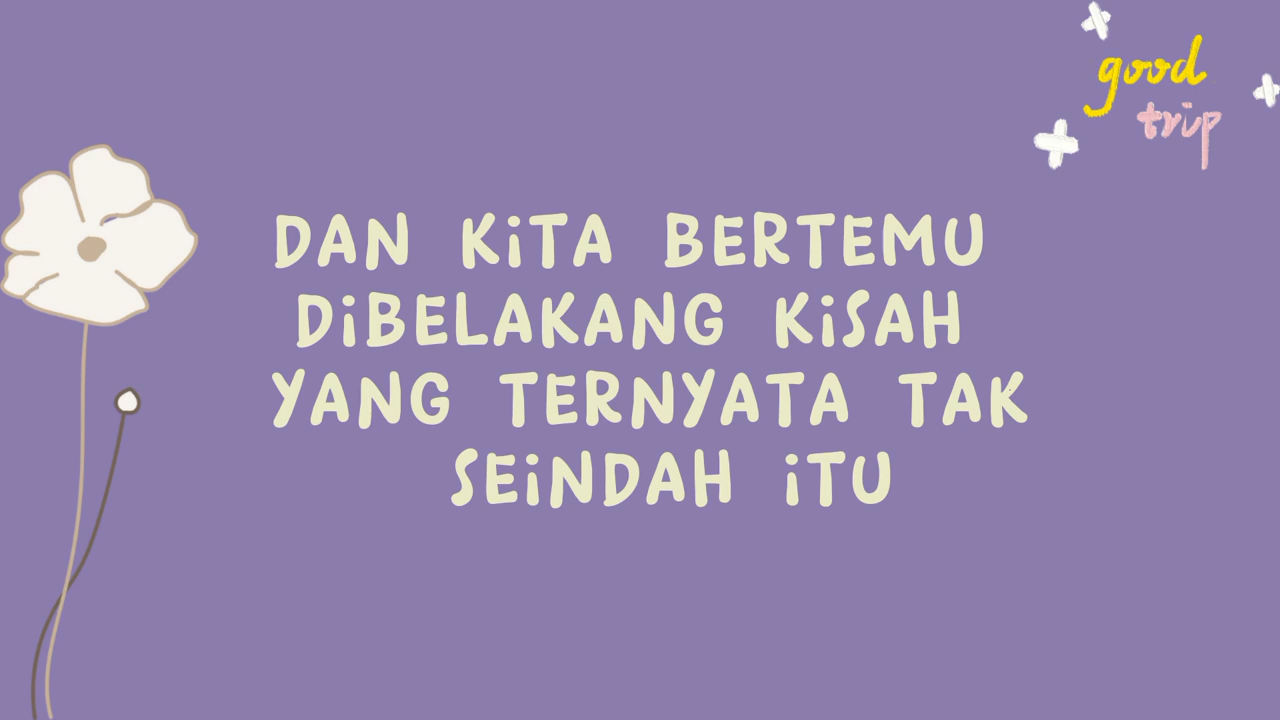 good
trip
DAN KiTA BERTEMU
DiBELAKANG KiSAH
YANG TERNYATA TAK
SEiNDAH iTU